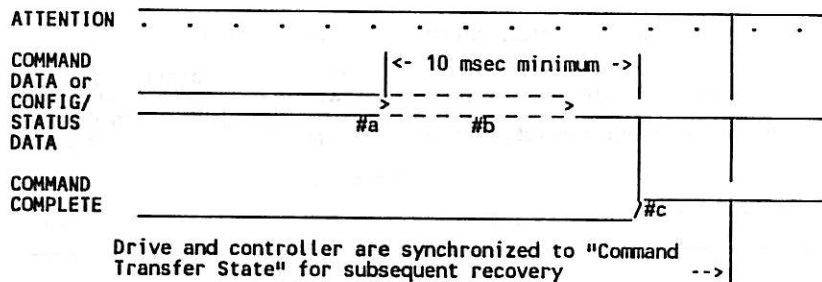 ATTENTION
COMMAND
DATA or
CONFIG/
STATUS
DATA
<- 10 msec minimum ->
#a
#b
COMMAND
COMPLETE
#c
Drive and controller are synchronized to "Command
Transfer State" for subsequent recovery -->